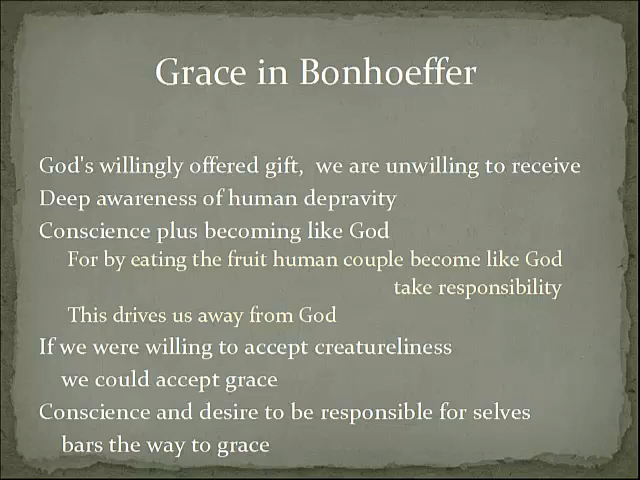 Grace in Bonhoeffer
God's willingly offered gift, we are unwilling to receive
Deep awareness of human depravity
Conscience plus becoming like God
For by eating the fruit human couple become like God
take responsibility
This drives us away from God
If we were willing to accept creatureliness
we could accept grace
Conscience and desire to be responsible for selves
bars the way to grace